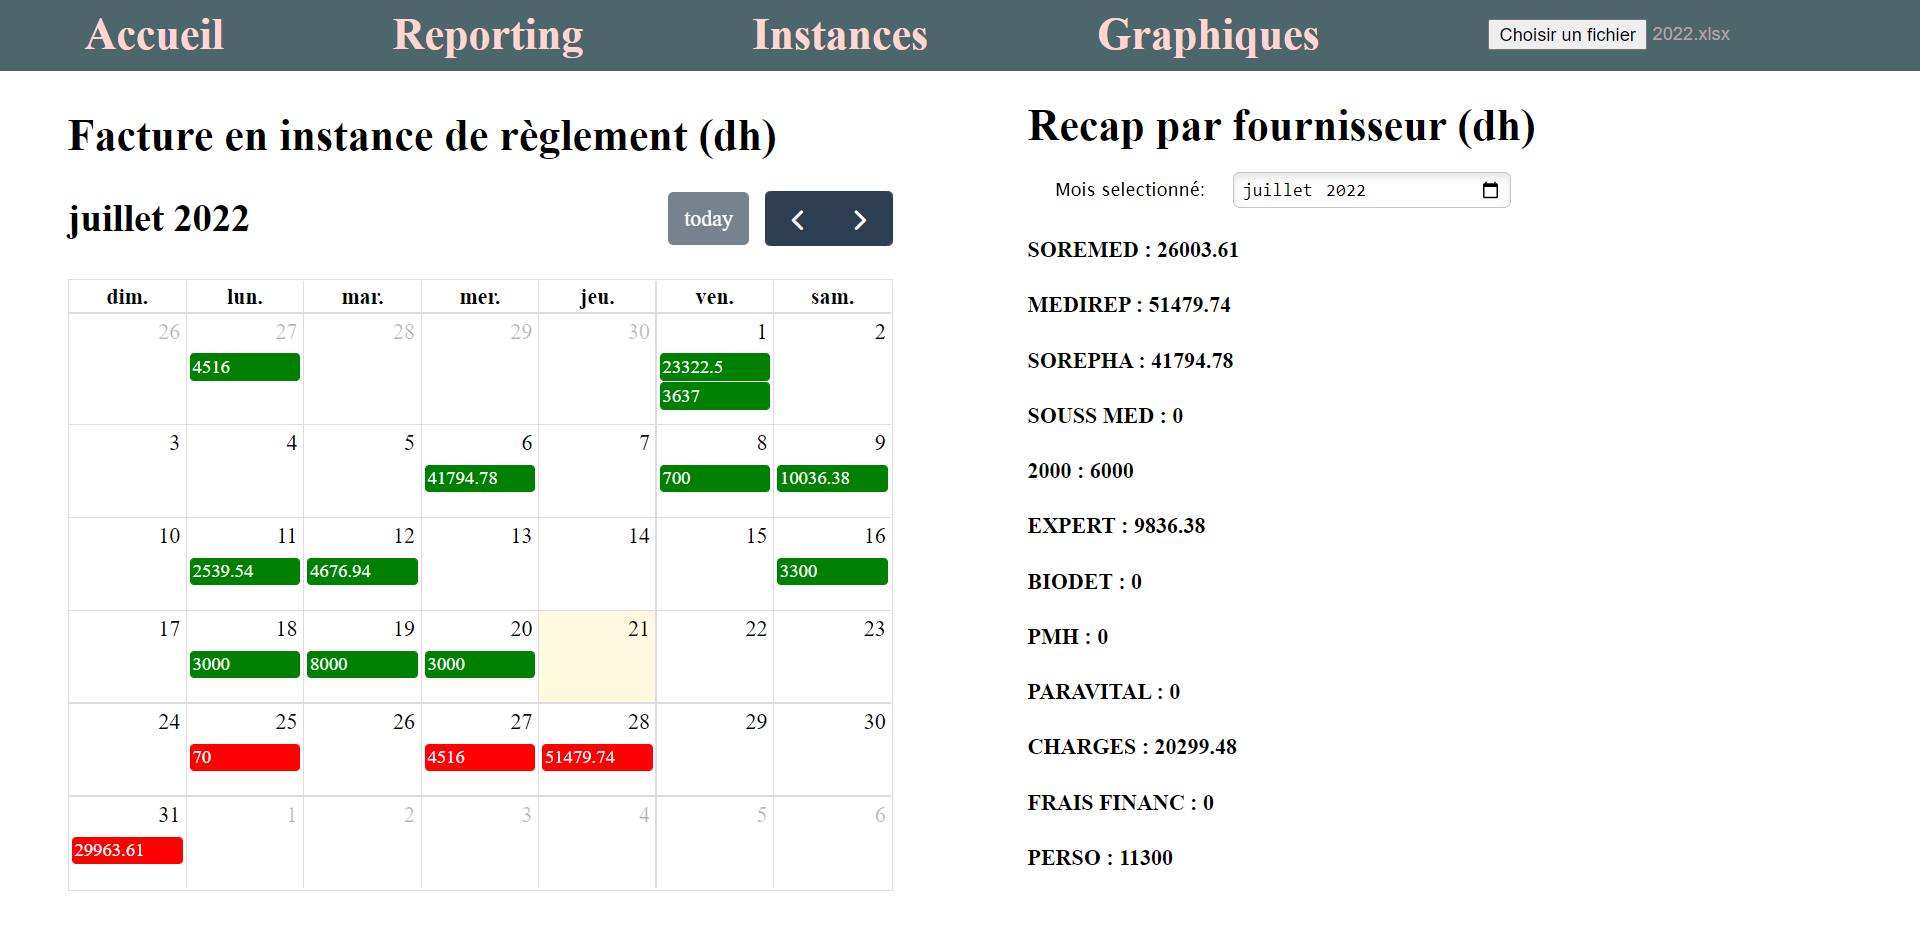 Accueil Reporting Instances Graphiques Choisir un fichier 2022.xlsx
Facture en instance de règlement (dh)
juillet 2022 today
dim. lun. mar. mer. jeu. ven. sam.
26 27 28 29 30 1 2
4516 23322.5
3637
3 4 5 6 7 8 9
41794.78 700 10036.38
10 11 12 13 14 15 16
2539.54 4676.94 3300
17 18 19 20 21 22 23
3000 8000 3000
24 25 26 27 28 29 30
70 4516 51479.74
31 1 2 3 4 5 6
29963.61
Recap par fournisseur (dh)
Mois selectionné: juillet 2022
SOREMED : 26003.61
MEDIREP : 51479.74
SOREPHA : 41794.78
SOUSS MED : 0
2000 : 6000
EXPERT : 9836.38
BIODET : 0
PMH : 0
PARAVITAL : 0
CHARGES : 20299.48
FRAIS FINANC : 0
PERSO : 11300